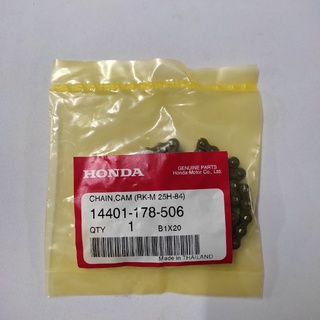 HONDA
GENUINE PARTS
Honda Motor Co., Ltd.
CHAIN,CAM (RK-M 25H-84)
14401-178-506
QTY 1 B1X20
Made in THAILAND